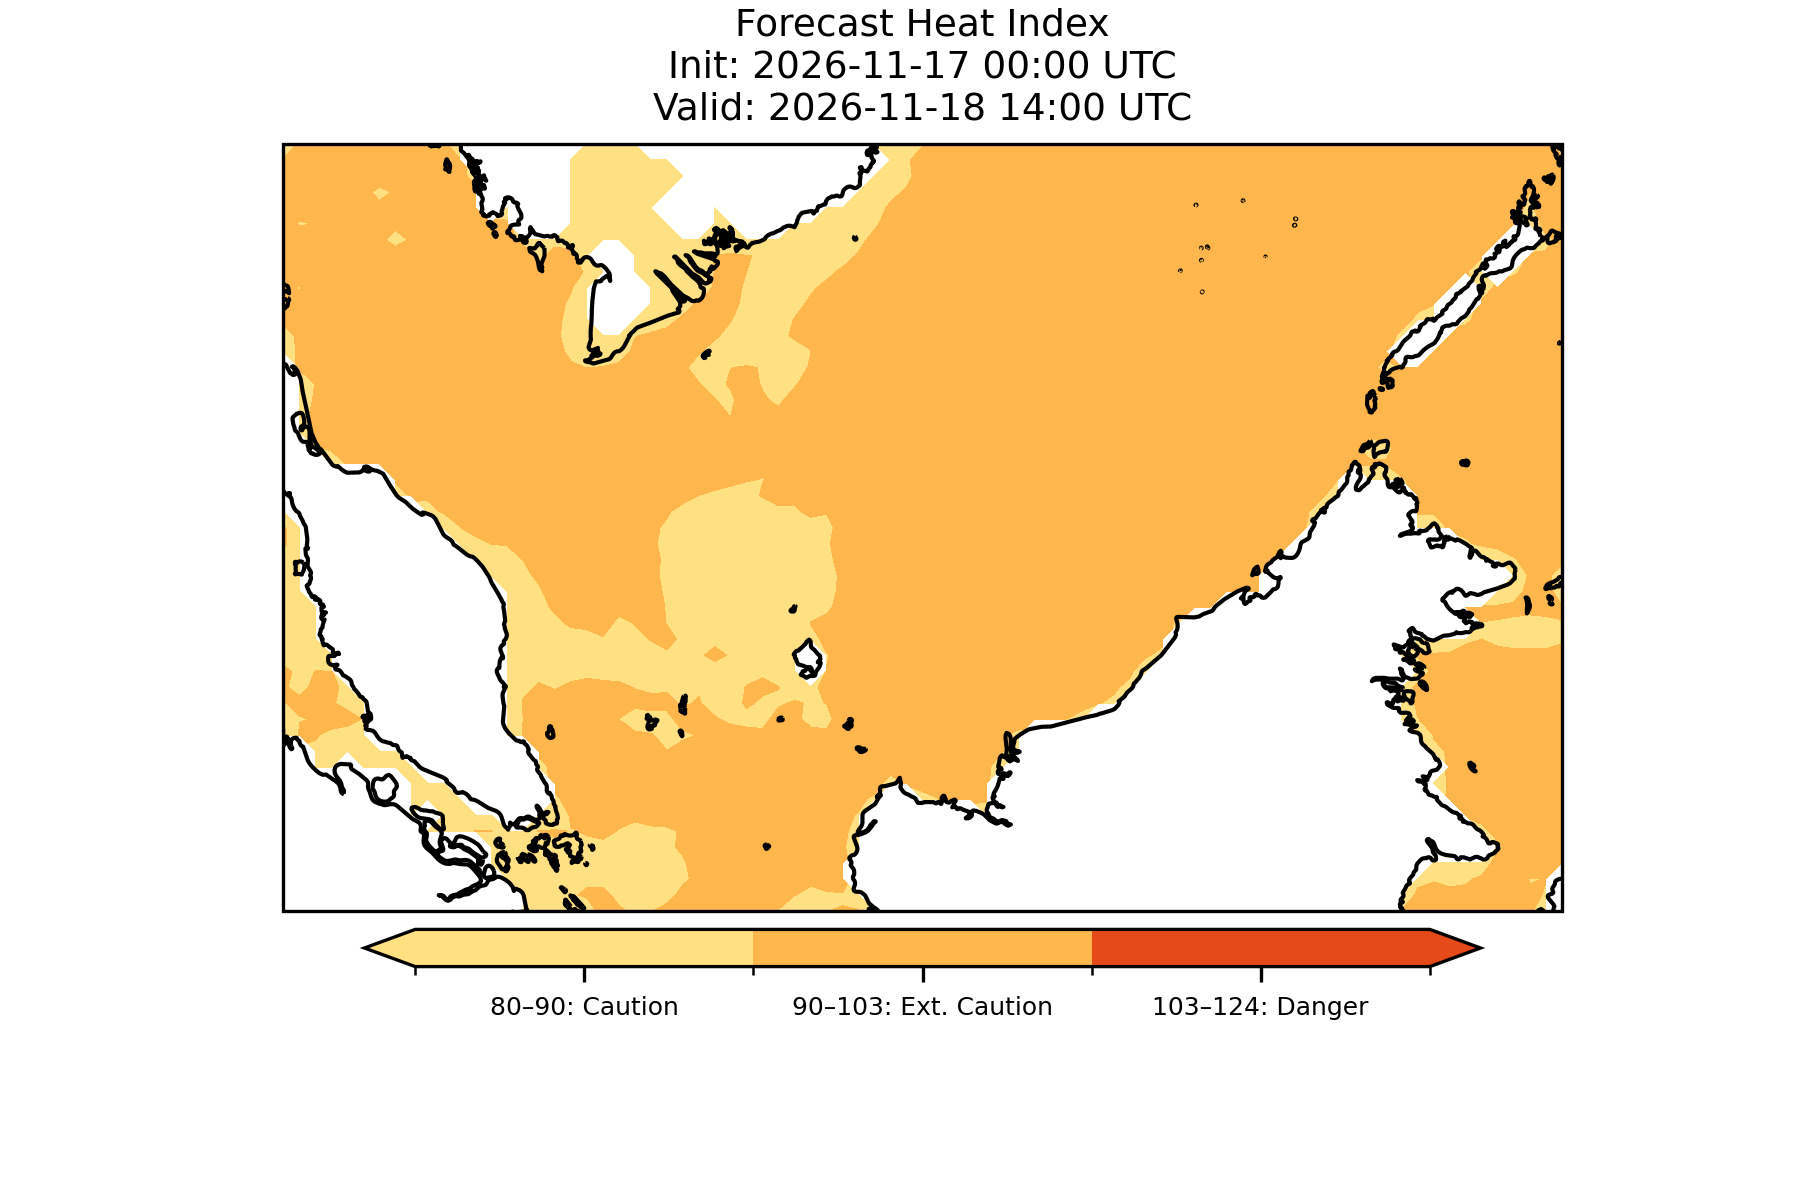 Forecast Heat Index
Init: 2026-11-17 00:00 UTC
Valid: 2026-11-18 14:00 UTC
80–90: Caution
90–103: Ext. Caution
103–124: Danger